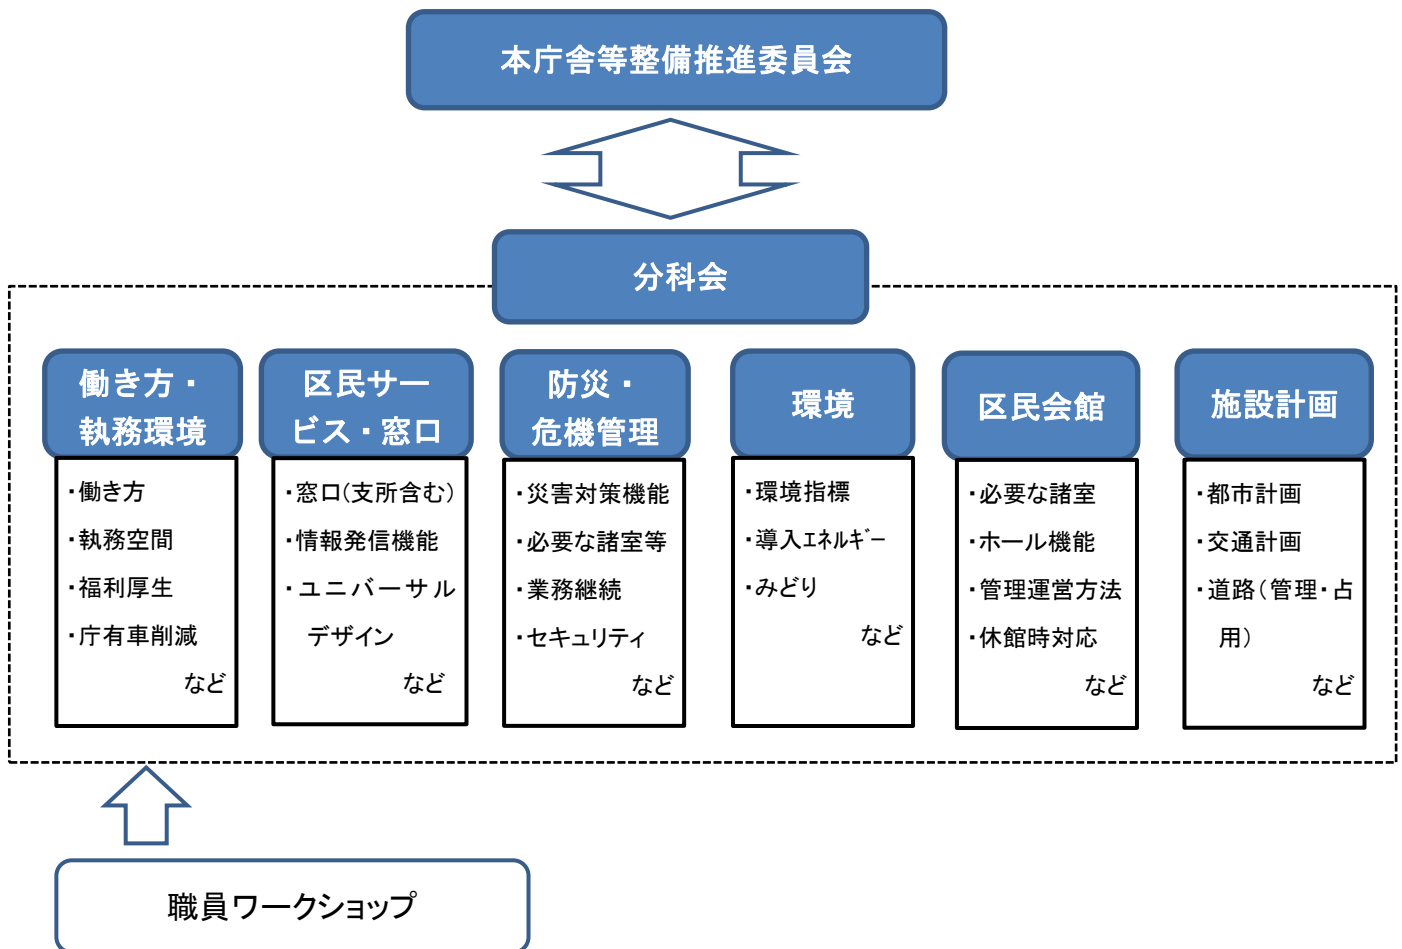 本庁舎等整備推進委員会
分科会
働き方・
執務環境
・働き方
・執務空間
・福利厚生
・庁有車削減
など
区民サー
ビス・窓口
・窓口(支所含む)
・情報発信機能
・ユニバーサル
デザイン
など
防災・
危機管理
・災害対策機能
・必要な諸室等
・業務継続
・セキュリティ
など
環境
・環境指標
・導入ｴﾈﾙｷﾞｰ
・みどり
など
区民会館
・必要な諸室
・ホール機能
・管理運営方法
・休館時対応
など
施設計画
・都市計画
・交通計画
・道路（管理・占
用）
など
職員ワークショップ